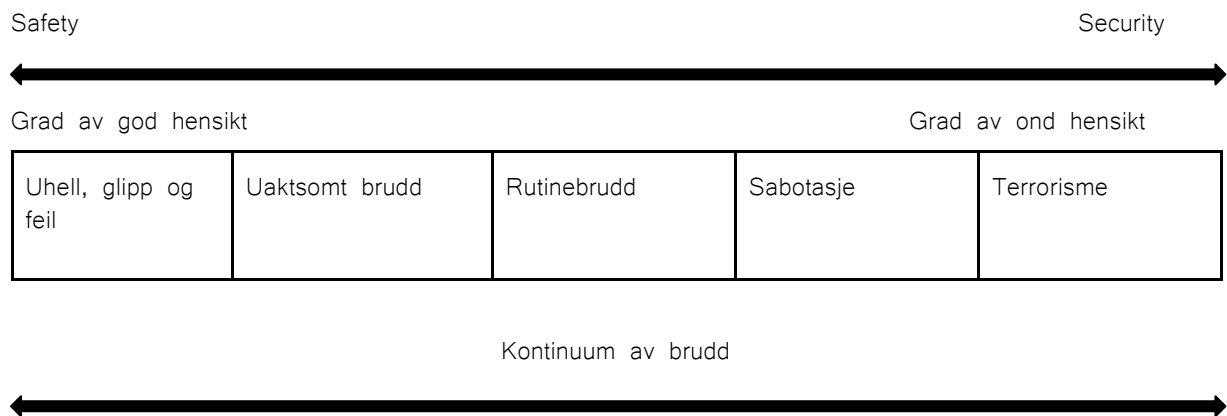 Safety Security
Grad av god hensikt Grad av ond hensikt
Uhell, glipp og
feil
Uaktsomt brudd
Rutinebrudd
Sabotasje
Terrorisme
Kontinuum av brudd